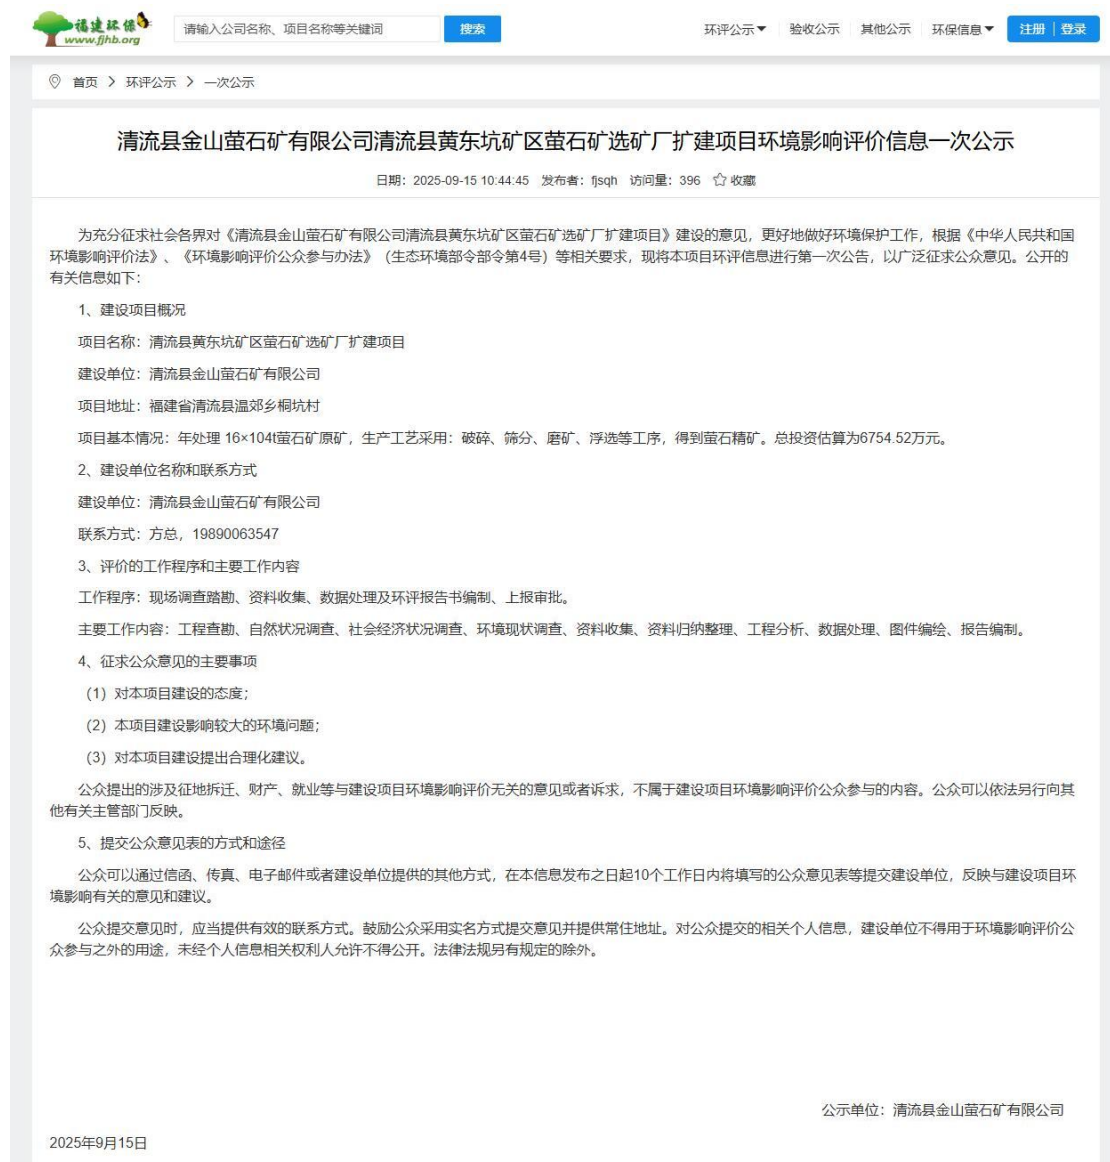 福建环保
www.fjhb.org
请输入公司名称、项目名称等关键词
搜索
环评公示
验收公示
其他公示
环保信息
注册 | 登录
首页 > 环评公示 > 一次公示
清流县金山萤石矿有限公司清流县黄东坑矿区萤石矿选矿厂扩建项目环境影响评价信息一次公示
日期：2025-09-15 10:44:45 发布者：fjsqh 访问量：396 收藏
为充分征求社会各界对《清流县金山萤石矿有限公司清流县黄东坑矿区萤石矿选矿厂扩建项目》建设的意见，更好地做好环境保护工作，根据《中华人民共和国
环境影响评价法》、《环境影响评价公众参与办法》（生态环境部令部令第4号）等相关要求，现将本项目环评信息进行第一次公告，以广泛征求公众意见。公开的
有关信息如下：
1、建设项目概况
项目名称：清流县黄东坑矿区萤石矿选矿厂扩建项目
建设单位：清流县金山萤石矿有限公司
项目地址：福建省清流县温郊乡桐坑村
项目基本情况：年处理 16×104t萤石矿原矿，生产工艺采用：破碎、筛分、磨矿、浮选等工序，得到萤石精矿。总投资估算为6754.52万元。
2、建设单位名称和联系方式
建设单位：清流县金山萤石矿有限公司
联系方式：方总，19890063547
3、评价的工作程序和主要工作内容
工作程序：现场调查踏勘、资料收集、数据处理及环评报告书编制、上报审批。
主要工作内容：工程查勘、自然状况调查、社会经济状况调查、环境现状调查、资料收集、资料归纳整理、工程分析、数据处理、图件编绘、报告编制。
4、征求公众意见的主要事项
（1）对本项目建设的态度；
（2）本项目建设影响较大的环境问题；
（3）对本项目建设提出合理化建议。
公众提出的涉及征地拆迁、财产、就业等与建设项目环境影响评价无关的意见或者诉求，不属于建设项目环境影响评价公众参与的内容。公众可以依法另行向其
他有关主管部门反映。
5、提交公众意见表的方式和途径
公众可以通过信函、传真、电子邮件或者建设单位提供的其他方式，在本信息发布之日起10个工作日内将填写的公众意见表等提交建设单位，反映与建设项目环
境影响有关的意见和建议。
公众提交意见时，应当提供有效的联系方式。鼓励公众采用实名方式提交意见并提供常住地址。对公众提交的相关个人信息，建设单位不得用于环境影响评价公
众参与之外的用途，未经个人信息相关权利人允许不得公开。法律法规另有规定的除外。
公示单位：清流县金山萤石矿有限公司
2025年9月15日